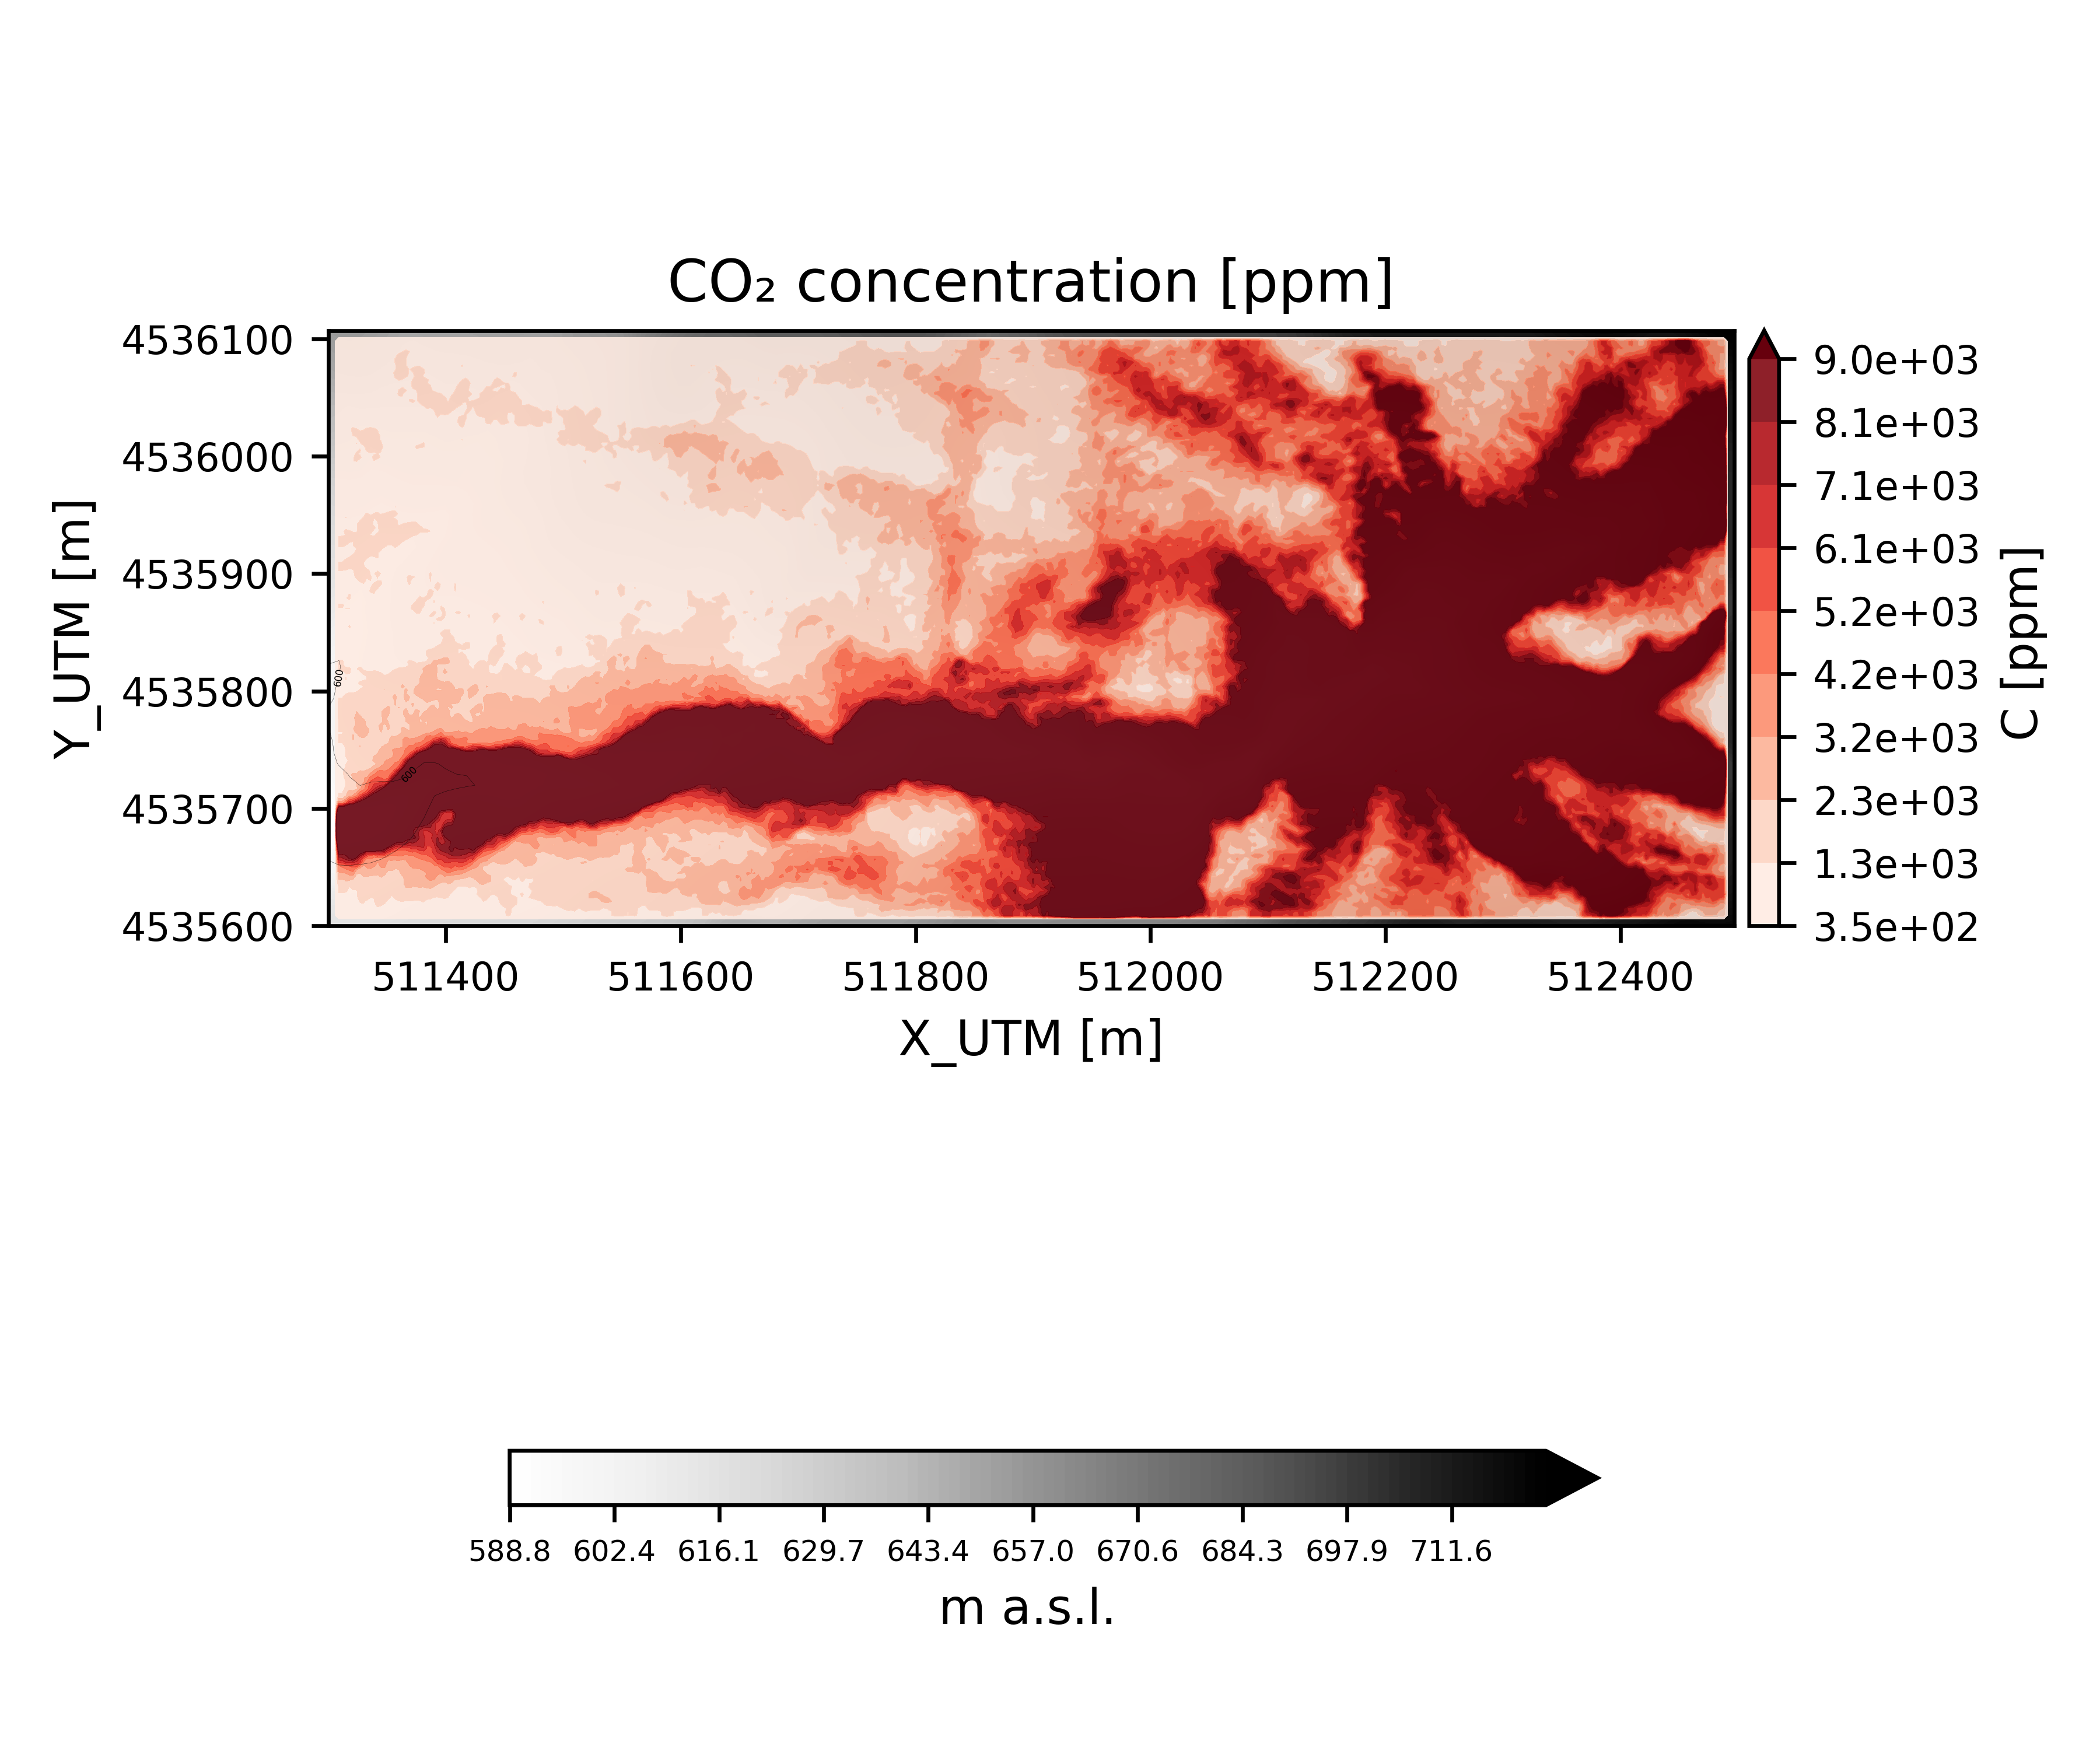 CO₂ concentration [ppm]
4536100
4536000
4535900
4535800
4535700
4535600
Y_UTM [m]
600
600
511400 511600 511800 512000 512200 512400
X_UTM [m]
9.0e+03
8.1e+03
7.1e+03
6.1e+03
5.2e+03
4.2e+03
3.2e+03
2.3e+03
1.3e+03
3.5e+02
C [ppm]
588.8 602.4 616.1 629.7 643.4 657.0 670.6 684.3 697.9 711.6
m a.s.l.